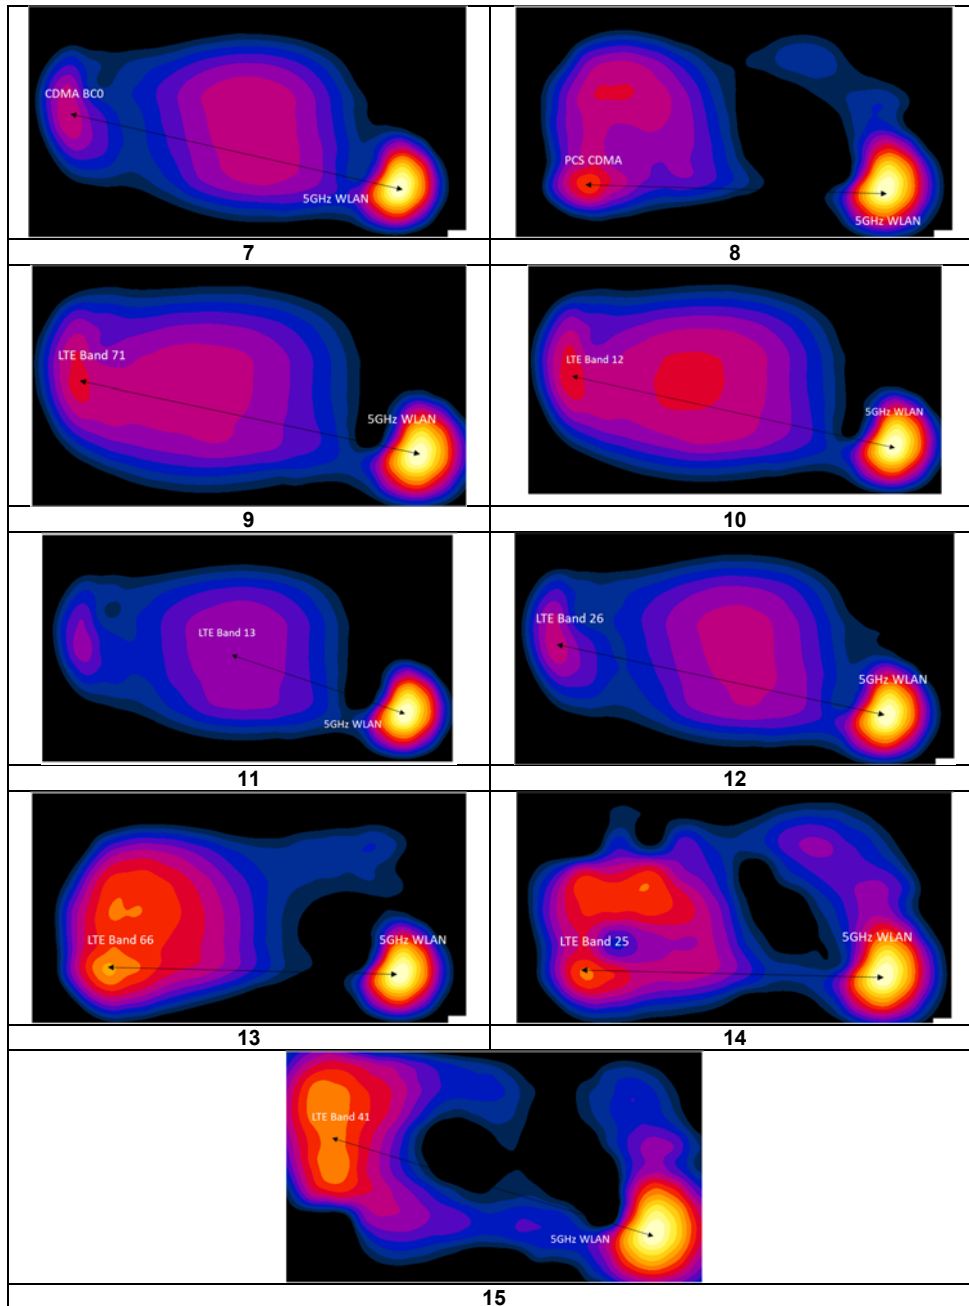 CDMA BC0
5GHz WLAN
PCS CDMA
5GHz WLAN
7
8
LTE Band 71
5GHz WLAN
LTE Band 12
5GHz WLAN
9
10
LTE Band 13
5GHz WLAN
LTE Band 26
5GHz WLAN
11
12
LTE Band 66
5GHz WLAN
LTE Band 25
5GHz WLAN
13
14
LTE Band 41
5GHz WLAN
15